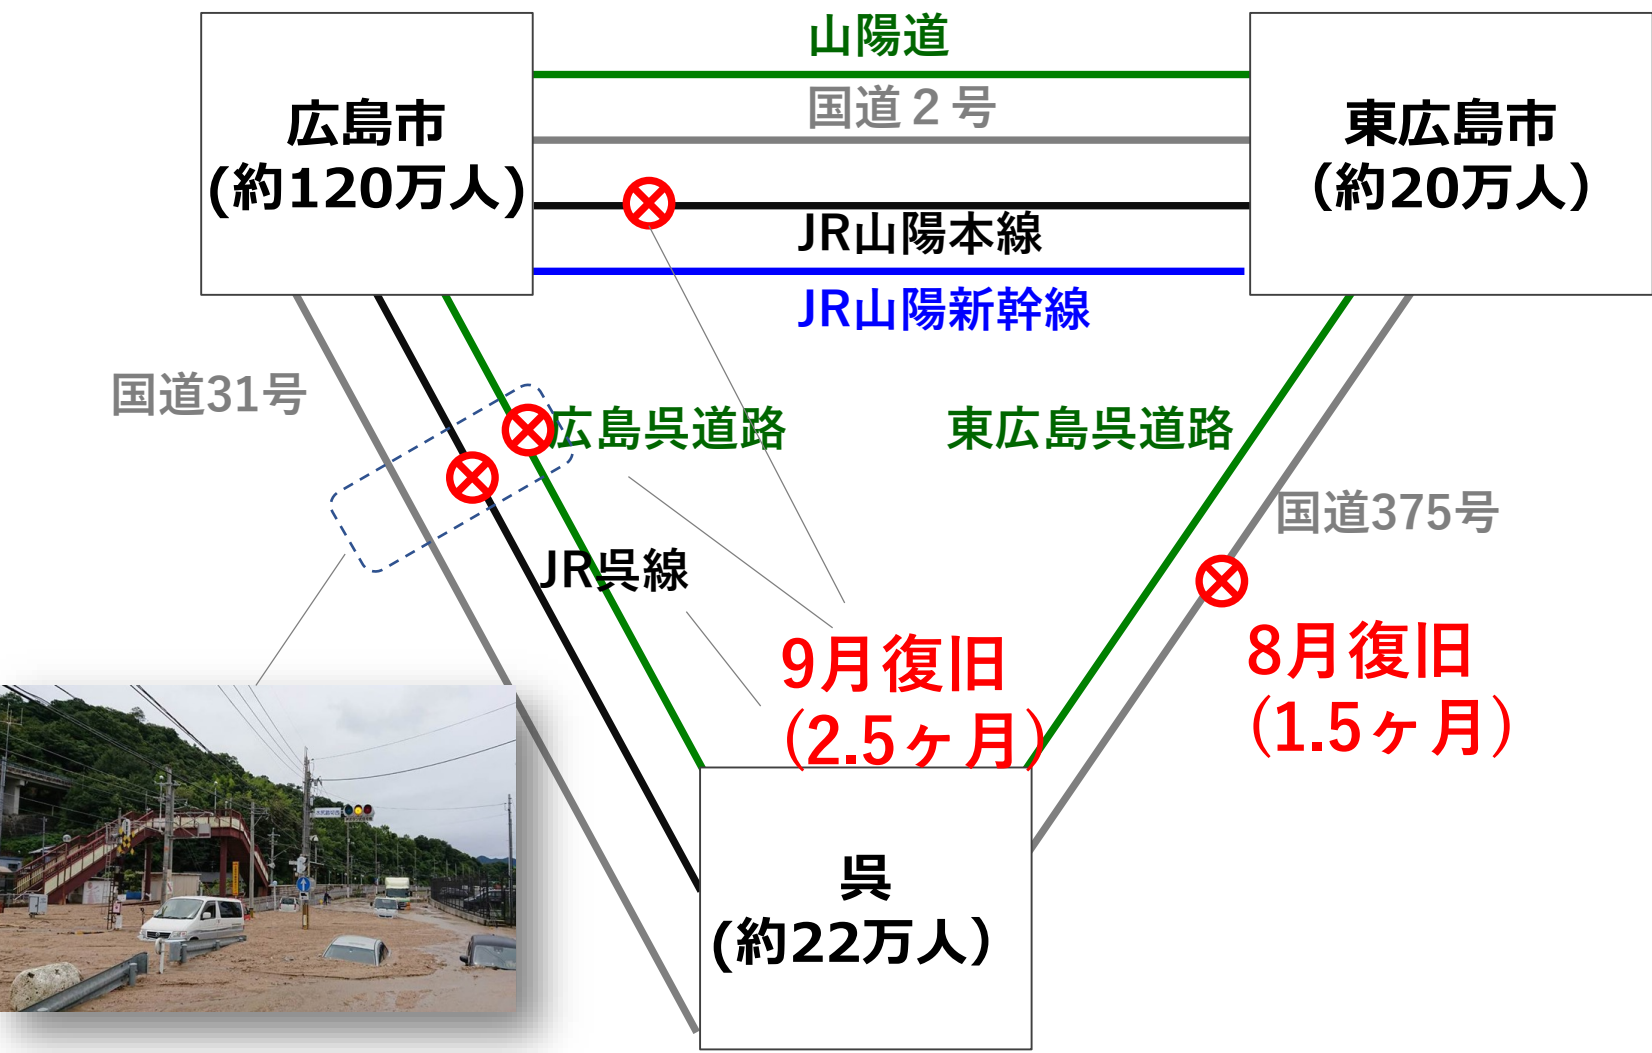 山陽道
国道２号
広島市
(約120万人)
東広島市
（約20万人）
JR山陽本線
JR山陽新幹線
国道31号
広島呉道路
東広島呉道路
国道375号
JR呉線
9月復旧
（2.5ヶ月）
8月復旧
（1.5ヶ月）
呉
(約22万人）